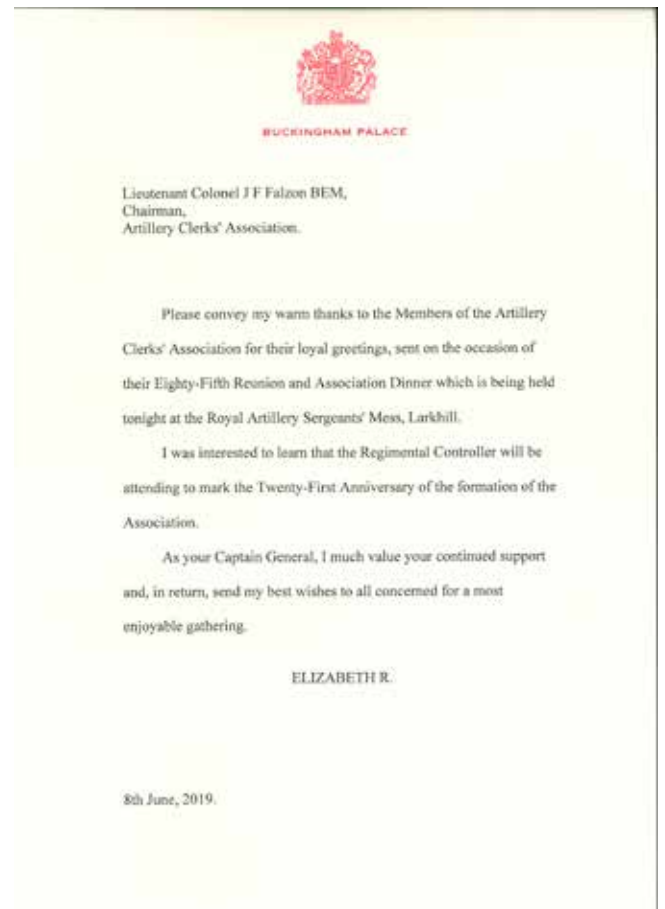 BUCKINGHAM PALACE
Lieutenant Colonel J F Falzon BEM,
Chairman,
Artillery Clerks' Association.
Please convey my warm thanks to the Members of the Artillery
Clerks' Association for their loyal greetings, sent on the occasion of
their Eighty-Fifth Reunion and Association Dinner which is being held
tonight at the Royal Artillery Sergeants' Mess, Larkhill.
I was interested to learn that the Regimental Controller will be
attending to mark the Twenty-First Anniversary of the formation of the
Association.
As your Captain General, I much value your continued support
and, in return, send my best wishes to all concerned for a most
enjoyable gathering.
ELIZABETH R.
8th June, 2019.